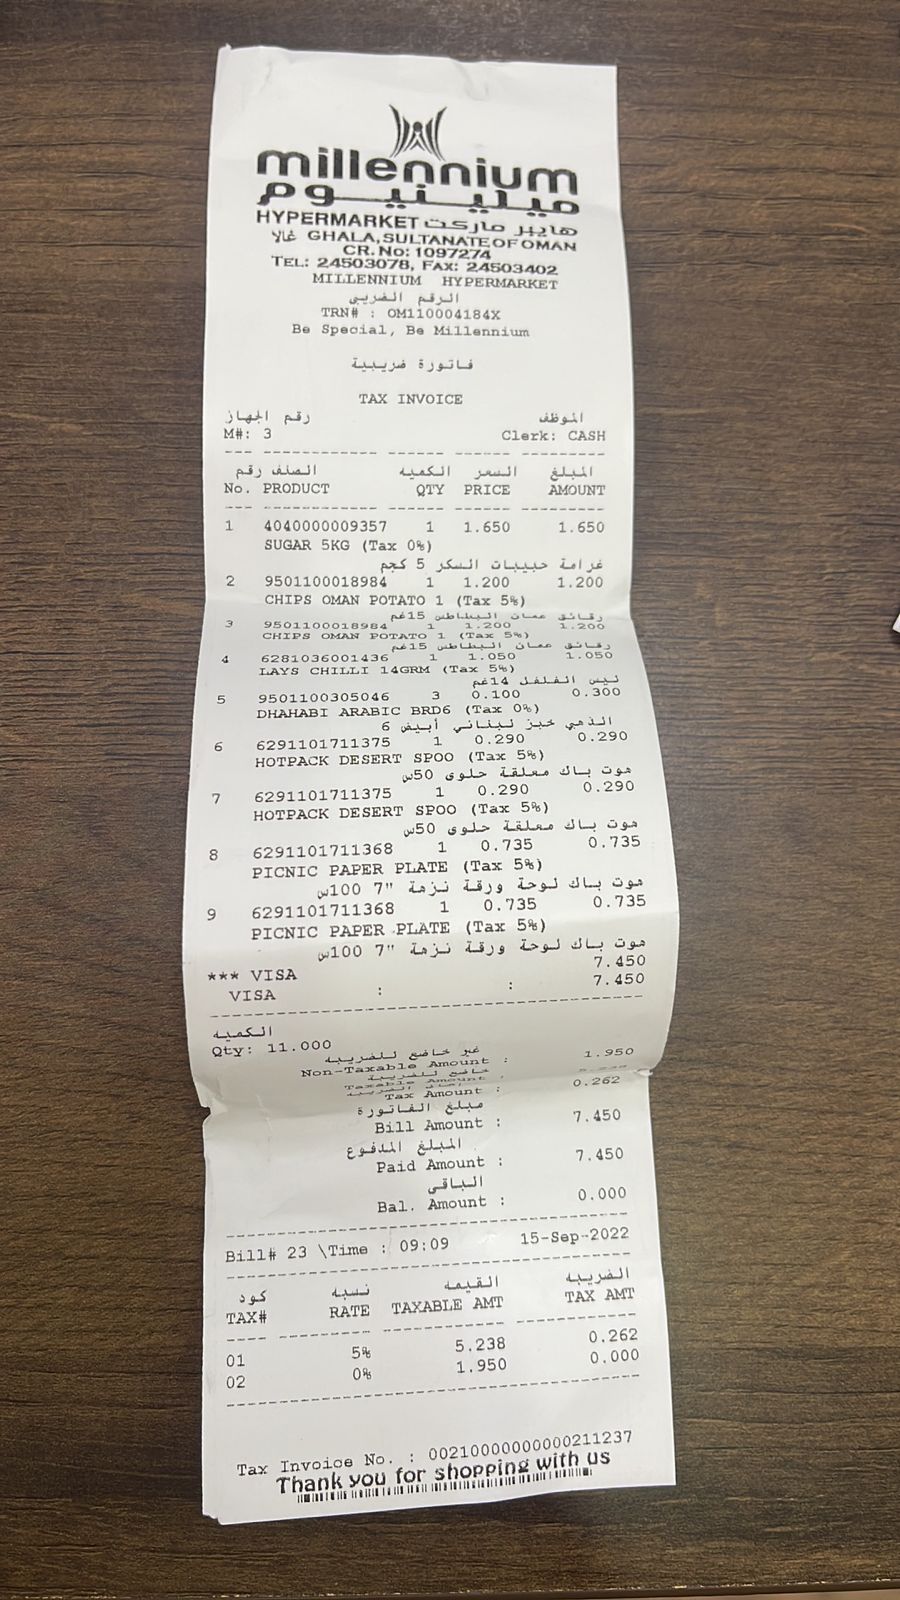 millennium
ميلينيوم
HYPERMARKET هايبر ماركت
غالا GHALA, SULTANATE OF OMAN
CR. No: 1097274
TEL: 24503078, FAX: 24503402
MILLENNIUM HYPERMARKET
الرقم الضريبي
TRN# : OM110004184X
Be Special, Be Millennium
فاتورة ضريبية
TAX INVOICE
رقم الجهاز الموظف
M#: 3 Clerk: CASH
الصنف رقم الكميه السعر المبلغ
No. PRODUCT QTY PRICE AMOUNT
1 4040000009357 1 1.650 1.650
SUGAR 5KG (Tax 0%)
غرامة حبيبات السكر 5 كجم
2 9501100018984 1 1.200 1.200
CHIPS OMAN POTATO 1 (Tax 5%)
رقائق عمان البطاطس 15غم
3 9501100018984 1 1.200 1.200
CHIPS OMAN POTATO 1 (Tax 5%)
رقائق عمان البطاطس 15غم
4 6281036001436 1 1.050 1.050
LAYS CHILLI 14GRM (Tax 5%)
ليس الفلفل 14غم
5 9501100305046 3 0.100 0.300
DHAHABI ARABIC BRD6 (Tax 0%)
الذهي خبز لبناني أبيض 6
6 6291101711375 1 0.290 0.290
HOTPACK DESERT SPOO (Tax 5%)
هوت باك معلقة حلوى 50س
7 6291101711375 1 0.290 0.290
HOTPACK DESERT SPOO (Tax 5%)
هوت باك معلقة حلوى 50س
8 6291101711368 1 0.735 0.735
PICNIC PAPER PLATE (Tax 5%)
هوت باك لوحة ورقة نزهة "7 100س
9 6291101711368 1 0.735 0.735
PICNIC PAPER PLATE (Tax 5%)
هوت باك لوحة ورقة نزهة "7 100س
7.450
*** VISA
VISA : : 7.450
الكميه
Qty: 11.000
غير خاضع للضريبه
Non-Taxable Amount : 1.950
خاضع للضريبة
Taxable Amount :
الضريبه
Tax Amount : 0.262
مبلغ الفاتورة
Bill Amount : 7.450
المبلغ المدفوع
Paid Amount : 7.450
الباقي
Bal. Amount : 0.000
Bill# 23 \Time : 09:09 15-Sep-2022
كود نسبه القيمه الضريبه
TAX# RATE TAXABLE AMT TAX AMT
01 5% 5.238 0.262
02 0% 1.950 0.000
Tax Invoice No. : 00210000000000211237
Thank you for shopping with us